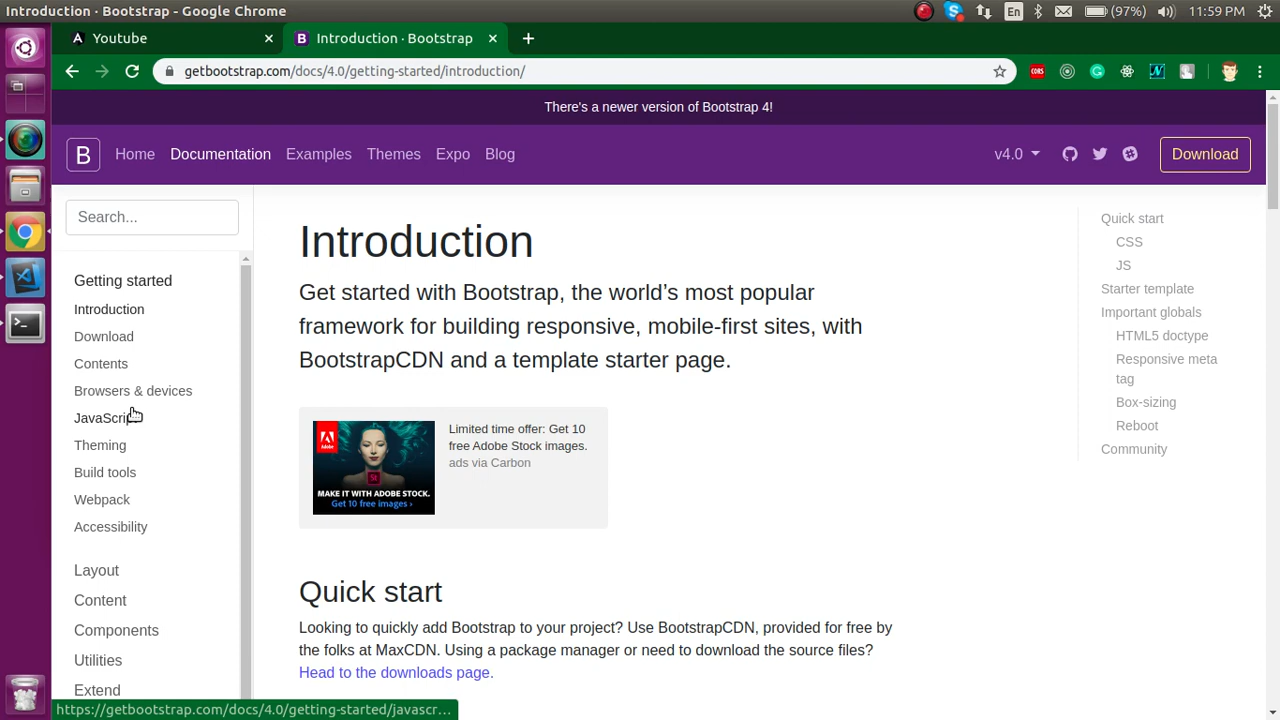 Introduction · Bootstrap - Google Chrome
En
(97%)
11:59 PM
Youtube
Introduction · Bootstrap
getbootstrap.com/docs/4.0/getting-started/introduction/
CORS
There's a newer version of Bootstrap 4!
B
Home
Documentation
Examples
Themes
Expo
Blog
v4.0
Download
Search...
Getting started
Introduction
Download
Contents
Browsers & devices
Theming
Build tools
Webpack
Accessibility
Layout
Content
Components
Utilities
Extend
Introduction
Get started with Bootstrap, the world’s most popular
framework for building responsive, mobile-first sites, with
BootstrapCDN and a template starter page.
MAKE IT WITH ADOBE STOCK.
Get 10 free images ›
St
Limited time offer: Get 10
free Adobe Stock images.
ads via Carbon
Quick start
Looking to quickly add Bootstrap to your project? Use BootstrapCDN, provided for free by
the folks at MaxCDN. Using a package manager or need to download the source files?
Head to the downloads page.
Quick start
CSS
JS
Starter template
Important globals
HTML5 doctype
Responsive meta
tag
Box-sizing
Reboot
Community
https://getbootstrap.com/docs/4.0/getting-started/javascr...